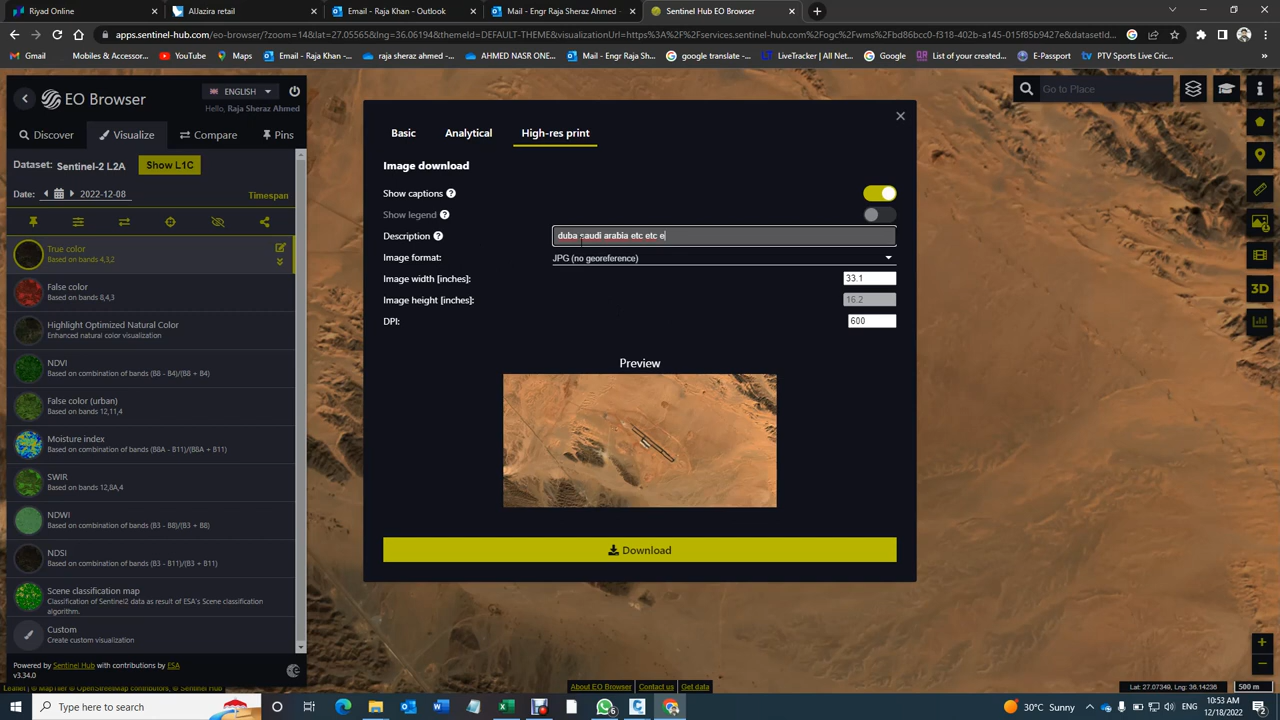 Riyad Online
AlJazira retail
Email - Raja Khan - Outlook
Mail - Engr Raja Sheraz Ahmed -
Sentinel Hub EO Browser
apps.sentinel-hub.com/eo-browser/?zoom=14&lat=27.05565&lng=36.06194&themeId=DEFAULT-THEME&visualizationUrl=https%3A%2F%2Fservices.sentinel-hub.com%2Fogc%2Fwms%2Fbd86bcc0-f318-402b-a145-015f85b9427e&datasetId...
Gmail
Mobiles & Accessor...
YouTube
Maps
Email - Raja Khan -...
raja sheraz ahmed -...
AHMED NASR ONE...
google translate -...
LiveTracker | All Net...
Google
List of your created...
E-Passport
PTV Sports Live | PT...
EO Browser
ENGLISH
Hello, Raja Sheraz Ahmed
Discover
Visualize
Compare
Pins
Dataset: Sentinel-2 L2A
Show L1C
Date: 2022-12-08
Timespan
True color
Based on bands 4,3,2
False color
Based on bands 8,4,3
Highlight Optimized Natural Color
Enhanced natural color visualization
NDVI
Based on combination of bands (B8 - B4)/(B8 + B4)
False color (urban)
Based on bands 12,11,4
Moisture index
Based on combination of bands (B8A - B11)/(B8A + B11)
SWIR
Based on bands 12,8A,4
NDWI
Based on combination of bands (B3 - B8)/(B3 + B8)
NDSI
Based on combination of bands (B3 - B11)/(B3 + B11)
Scene classification map
Classification of Sentinel2 data as result of ESA's Scene classification
algorithm.
Custom
Create custom visualization
Powered by Sentinel Hub with contributions by ESA
v3.34.0
Basic
Analytical
High-res print
Image download
Show captions
Show legend
Description
duba saudi arabia etc etc e
Image format:
JPG (no georeference)
Image width [inches]:
33.1
Image height [inches]:
16.2
DPI:
600
Preview
Download
Go to Place
3D
Leaflet | © MapTiler © OpenStreetMap contributors, © Sentinel Hub
About EO Browser
Contact us
Get data
Lat: 27.07349, Lng: 36.14236
500 m
Type here to search
6
30°C Sunny
10:53 AM
12/18/2022
2